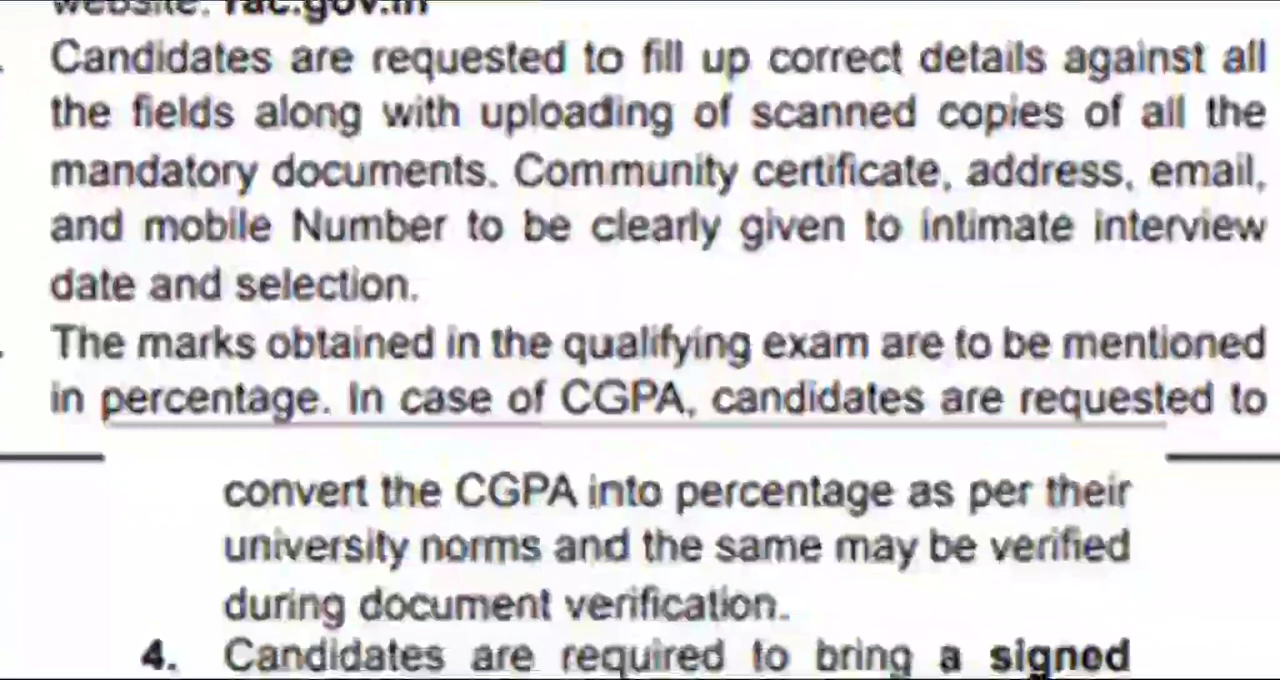 website: rac.gov.in
Candidates are requested to fill up correct details against all
the fields along with uploading of scanned copies of all the
mandatory documents. Community certificate, address, email,
and mobile Number to be clearly given to intimate interview
date and selection.
The marks obtained in the qualifying exam are to be mentioned
in percentage. In case of CGPA, candidates are requested to
convert the CGPA into percentage as per their
university norms and the same may be verified
during document verification.
4. Candidates are required to bring a signed